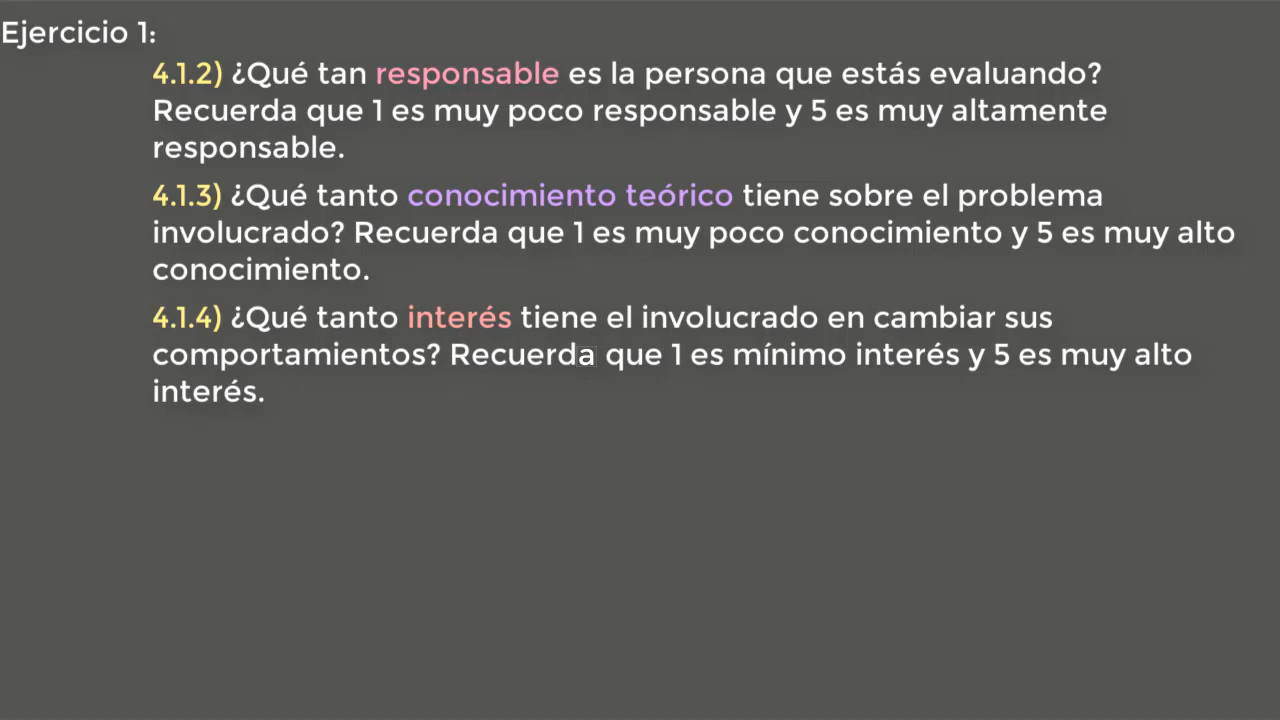 Ejercicio 1:
4.1.2) ¿Qué tan responsable es la persona que estás evaluando?
Recuerda que 1 es muy poco responsable y 5 es muy altamente
responsable.
4.1.3) ¿Qué tanto conocimiento teórico tiene sobre el problema
involucrado? Recuerda que 1 es muy poco conocimiento y 5 es muy alto
conocimiento.
4.1.4) ¿Qué tanto interés tiene el involucrado en cambiar sus
comportamientos? Recuerda que 1 es mínimo interés y 5 es muy alto
interés.